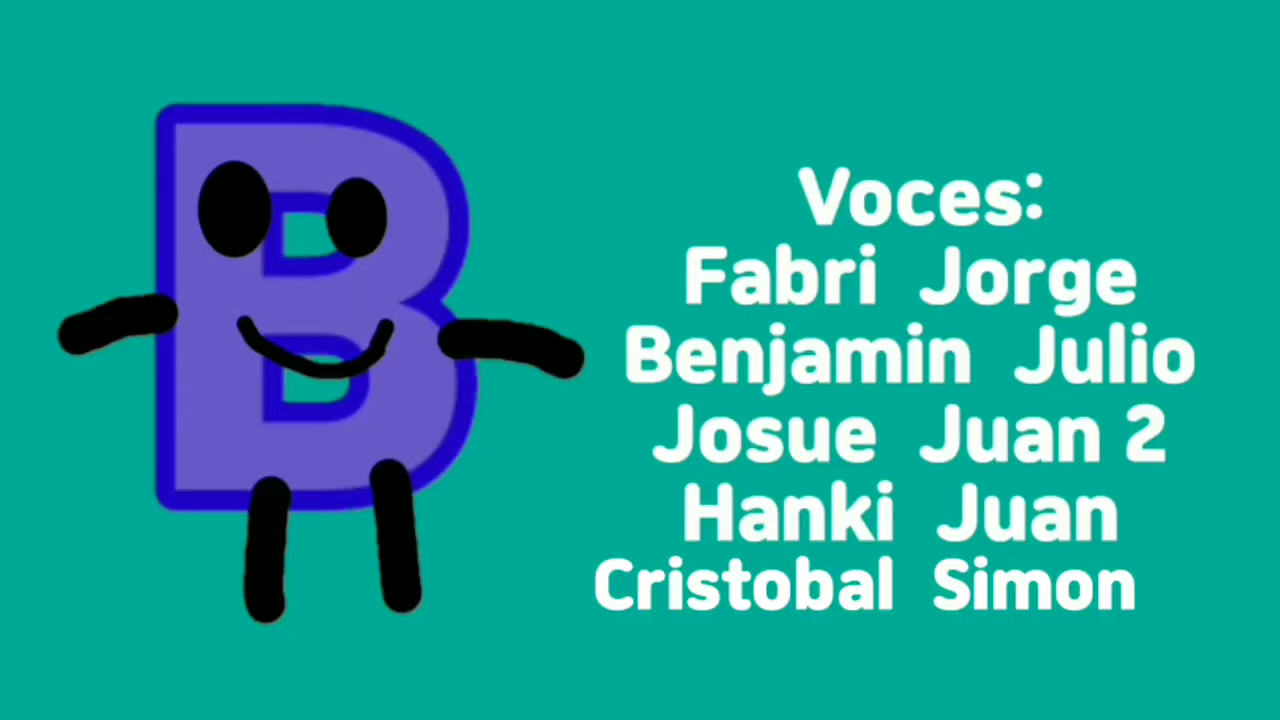 B
Voces:
Fabri Jorge
Benjamin Julio
Josue Juan 2
Hanki Juan
Cristobal Simon